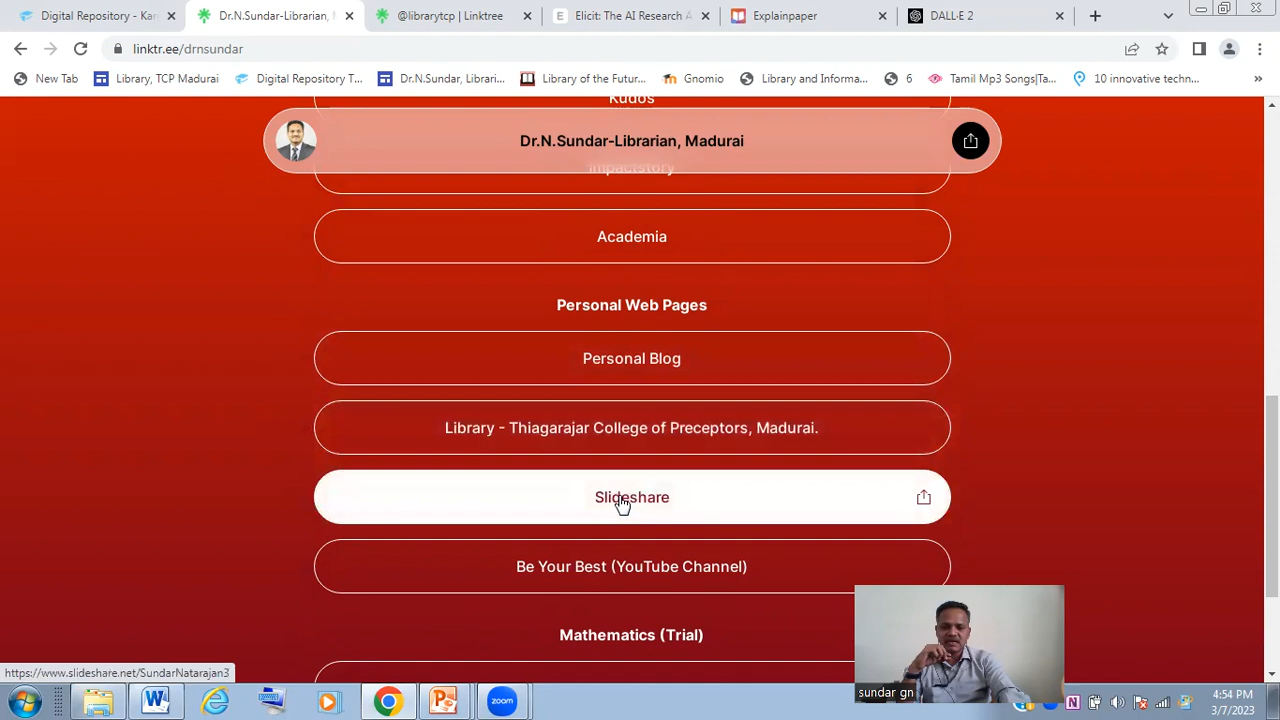 Digital Repository - Kar
Dr.N.Sundar-Librarian,
@librarytcp | Linktree
Elicit: The AI Research A
Explainpaper
DALL·E 2
linktr.ee/drnsundar
New Tab
Library, TCP Madurai
Digital Repository T...
Dr.N.Sundar, Librari...
Library of the Futur...
Gnomio
Library and Informa...
6
Tamil Mp3 Songs|Ta...
10 innovative techn...
»
Kudos
Dr.N.Sundar-Librarian, Madurai
Impactstory
Academia
Personal Web Pages
Personal Blog
Library - Thiagarajar College of Preceptors, Madurai.
Slideshare
Be Your Best (YouTube Channel)
Mathematics (Trial)
https://www.slideshare.net/SundarNatarajan3
sundar gn
zoom
4:54 PM
3/7/2023